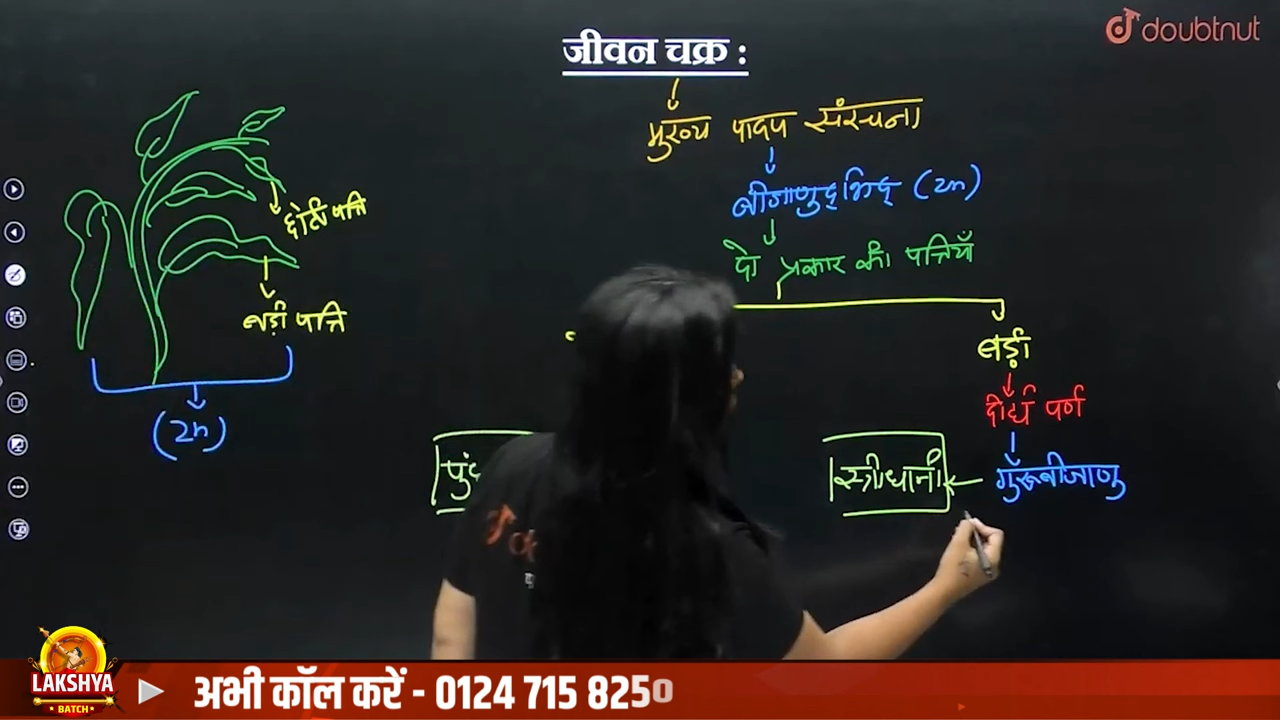 doubtnut
जीवन चक्र :
मुख्य पादप संरचना
बीजाणुद्भिद् (2n)
दो प्रकार की पत्तियाँ
छोटी पत्ति
बड़ी पत्ति
(2n)
बड़ी
दीर्घ पर्ण
स्त्रीधानी
गुरूबीजाणु
LAKSHYA
BATCH
अभी कॉल करें - 0124 715 8250